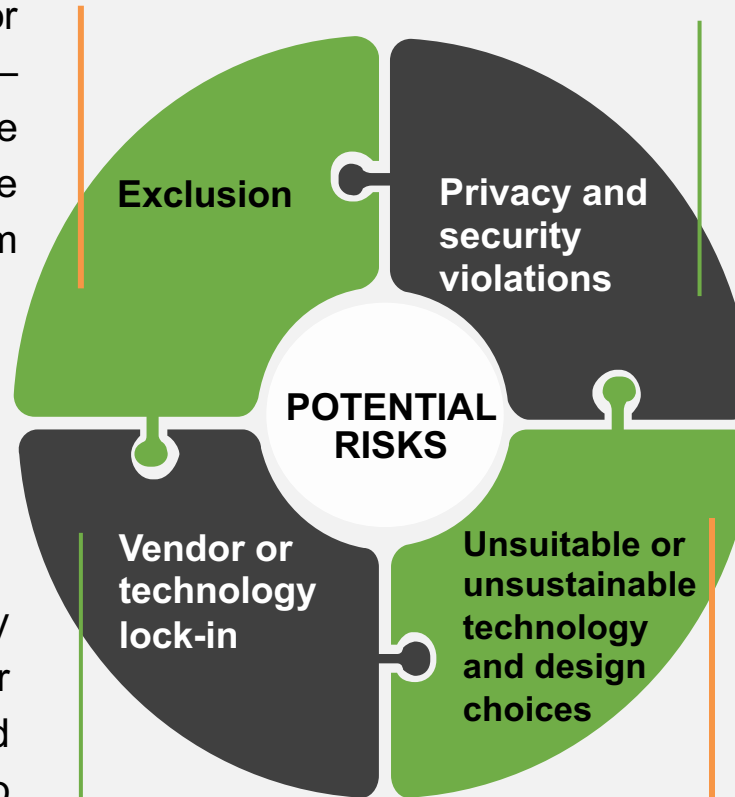 or
–
e
e
m
Exclusion
Privacy and
security
violations
POTENTIAL
RISKS
Vendor or
technology
lock-in
Unsuitable or
unsustainable
technology
and design
choices
y
r
d